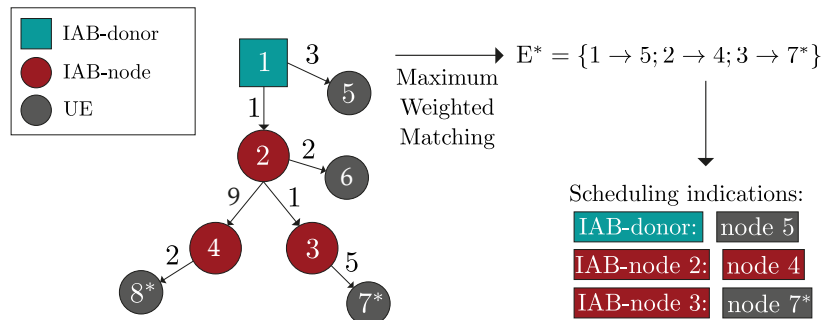 IAB-donor
IAB-node
UE
1
3
5
1
2
2
6
9
1
4
3
2
5
8*
7*
Maximum
Weighted
Matching
E* = {1 → 5; 2 → 4; 3 → 7*}
Scheduling indications:
IAB-donor: node 5
IAB-node 2: node 4
IAB-node 3: node 7*